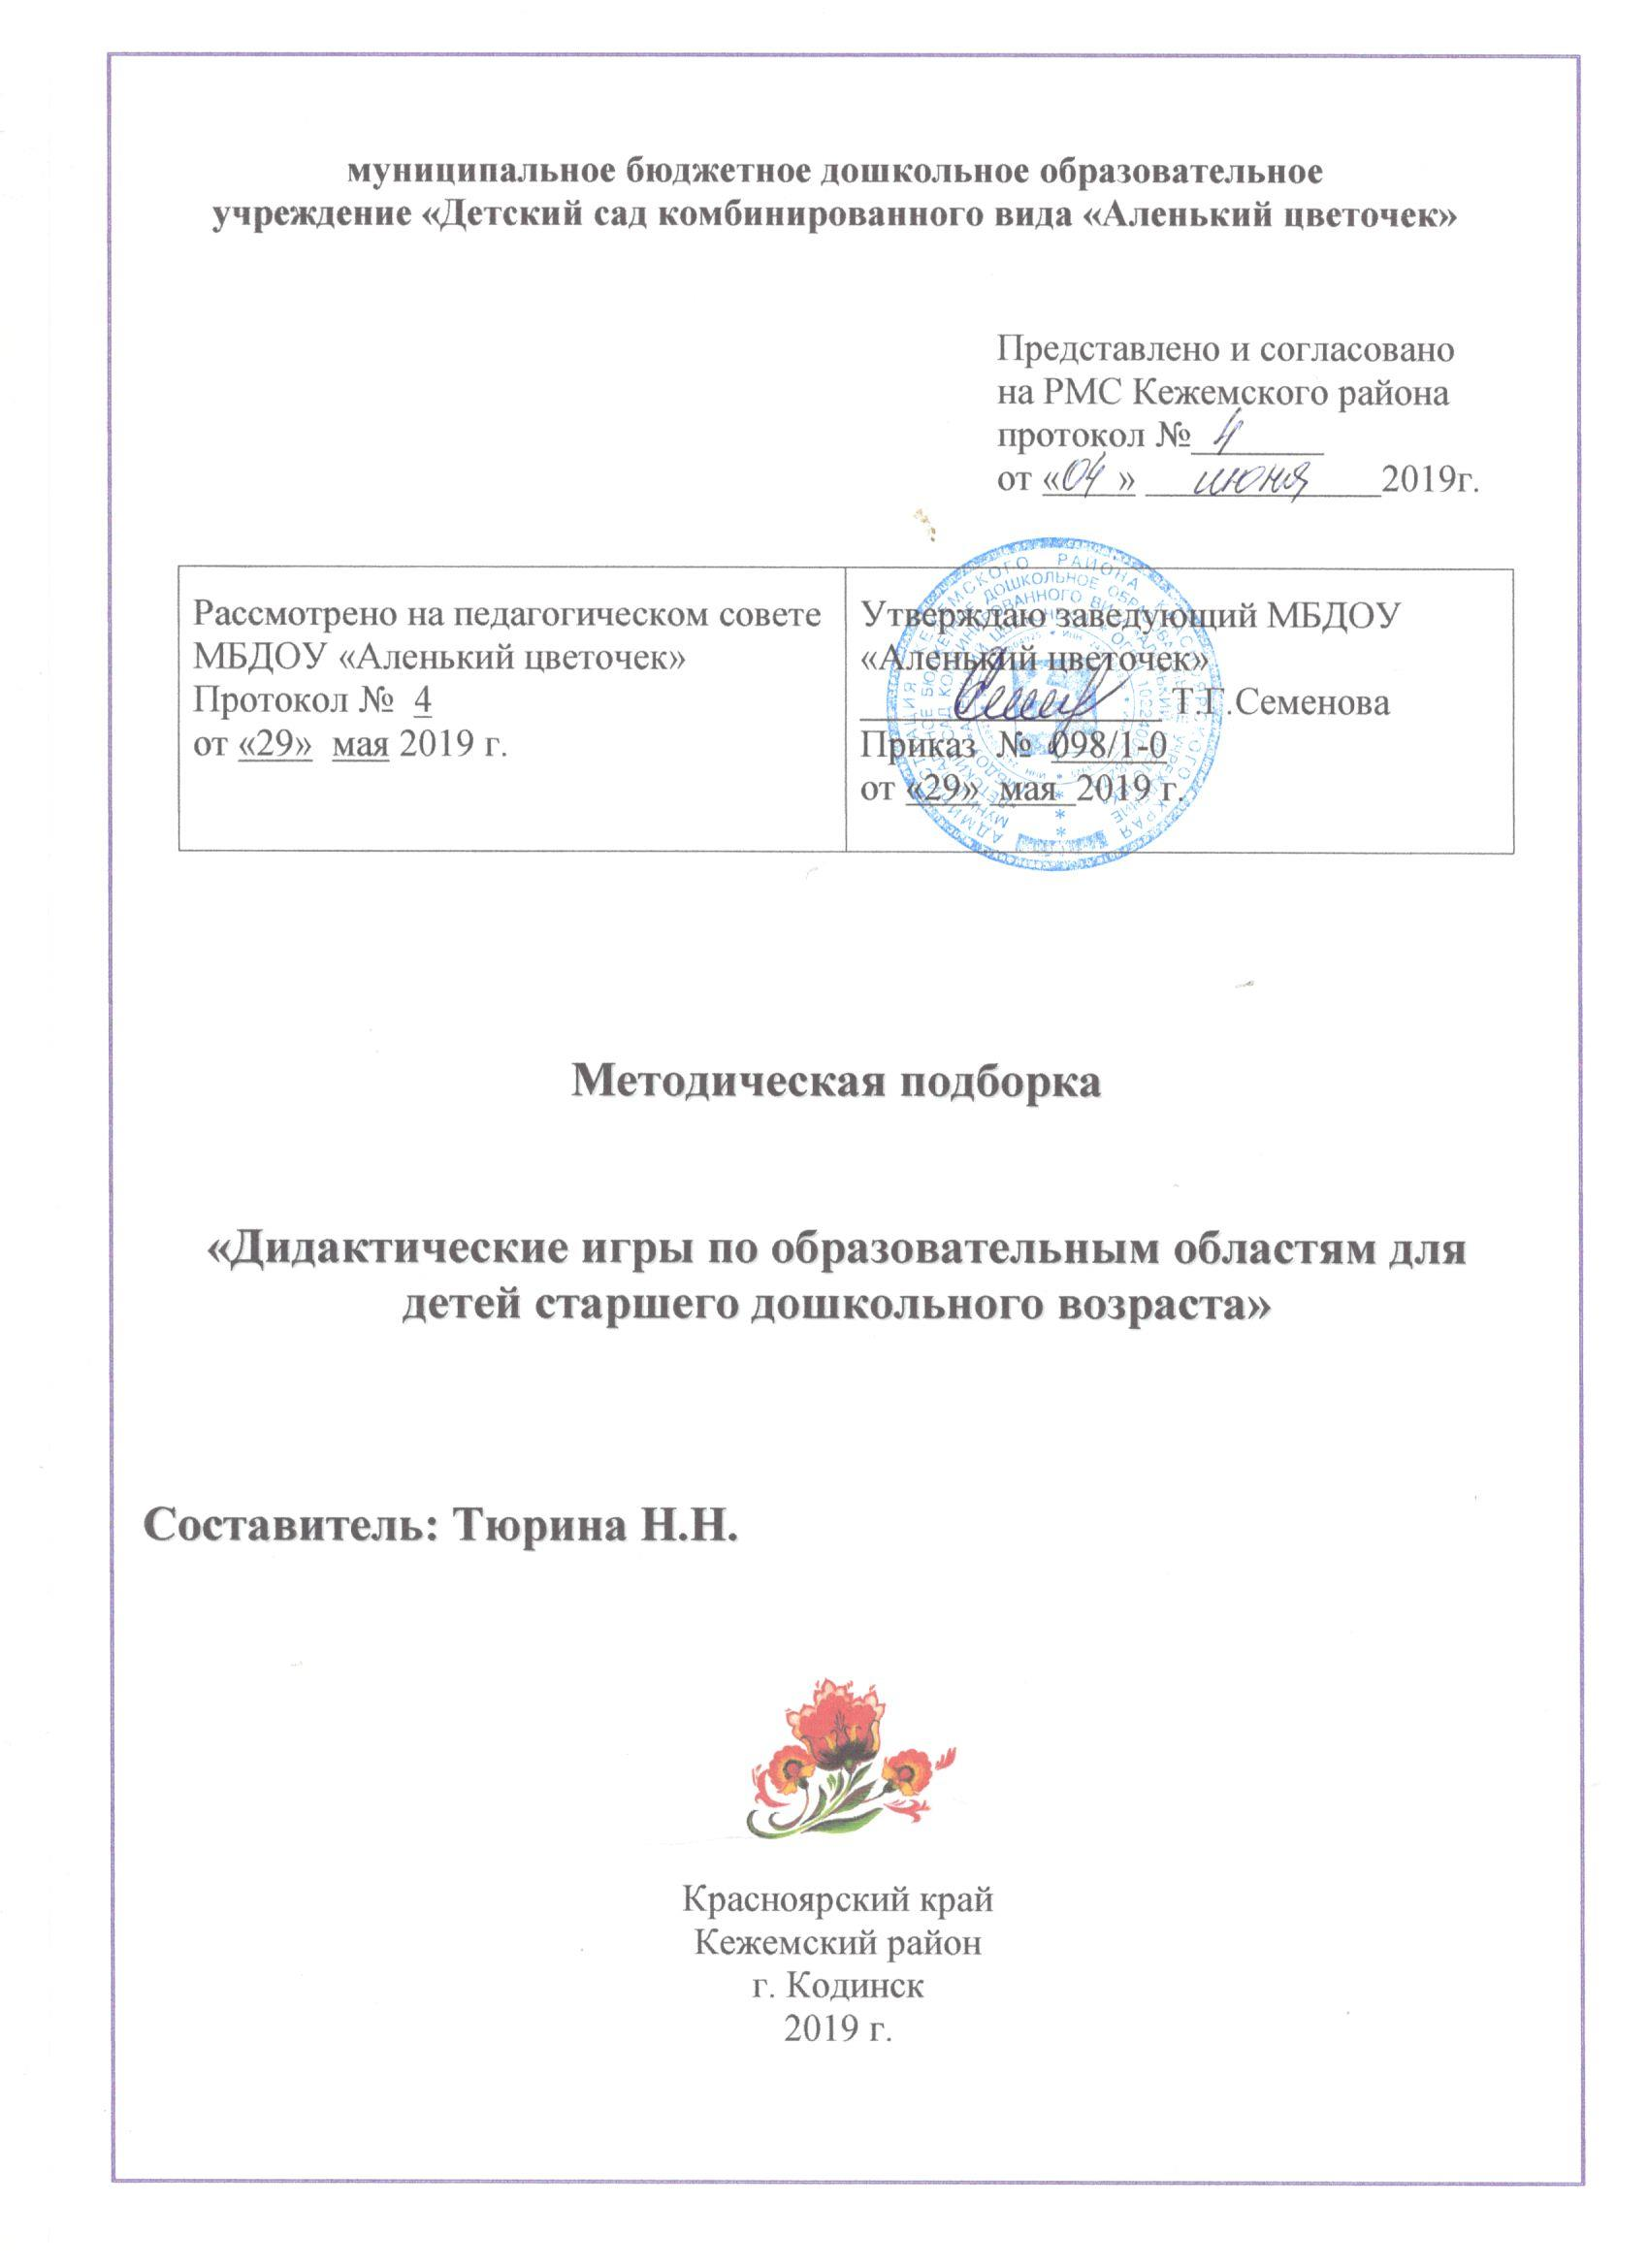 муниципальное бюджетное дошкольное образовательное
учреждение «Детский сад комбинированного вида «Аленький цветочек»
Представлено и согласовано
на РМС Кежемского района
протокол № 4
от «04» июня 2019г.
Рассмотрено на педагогическом совете
МБДОУ «Аленький цветочек»
Протокол № 4
от «29» мая 2019 г.
Утверждаю заведующий МБДОУ
«Аленький цветочек»
Т.Г.Семенова
Приказ № 098/1-0
от «29» мая 2019 г.
Методическая подборка
«Дидактические игры по образовательным областям для
детей старшего дошкольного возраста»
Составитель: Тюрина Н.Н.
Красноярский край
Кежемский район
г. Кодинск
2019 г.